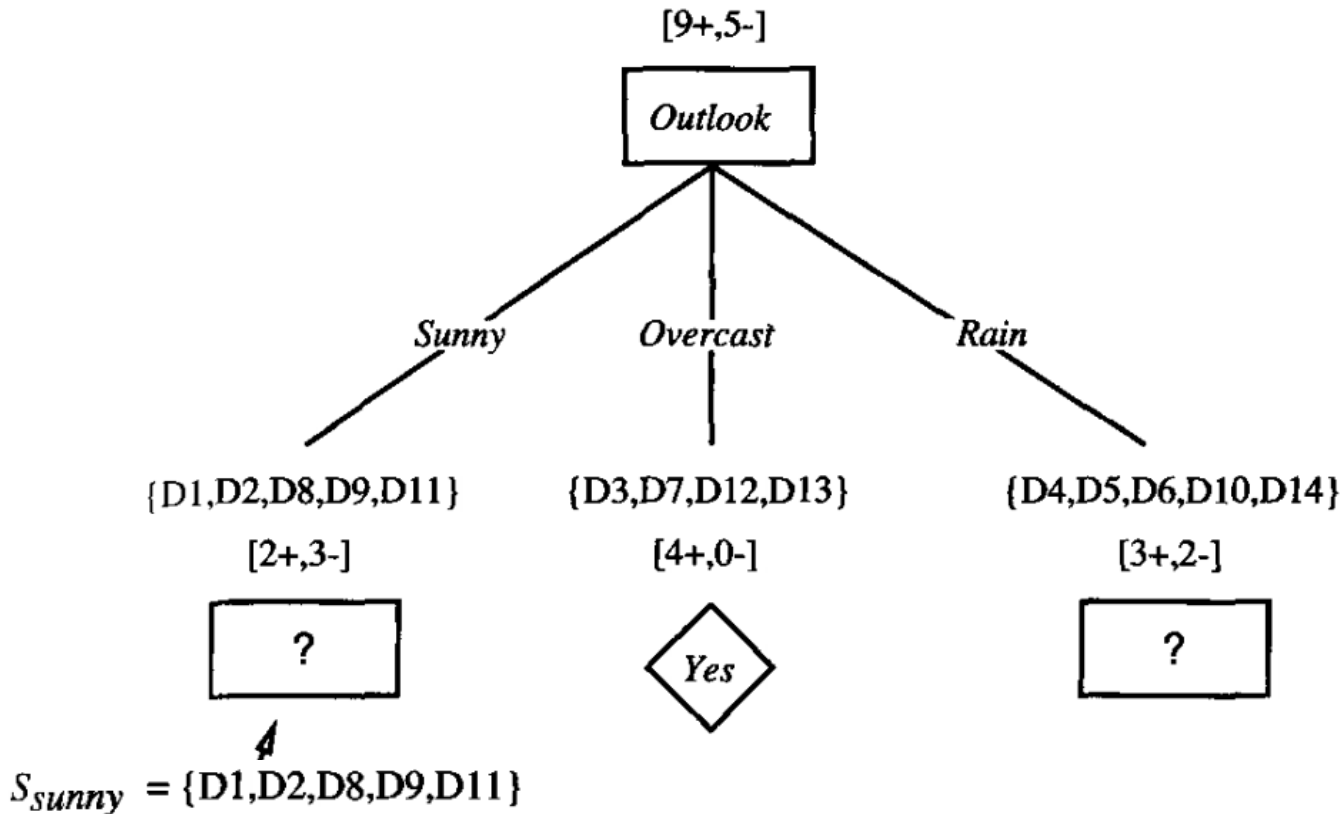 [9+,5-]
Outlook
Sunny Overcast Rain
{D1,D2,D8,D9,D11} {D3,D7,D12,D13} {D4,D5,D6,D10,D14}
[2+,3-] [4+,0-] [3+,2-]
? Yes ?
Ssunny = {D1,D2,D8,D9,D11}